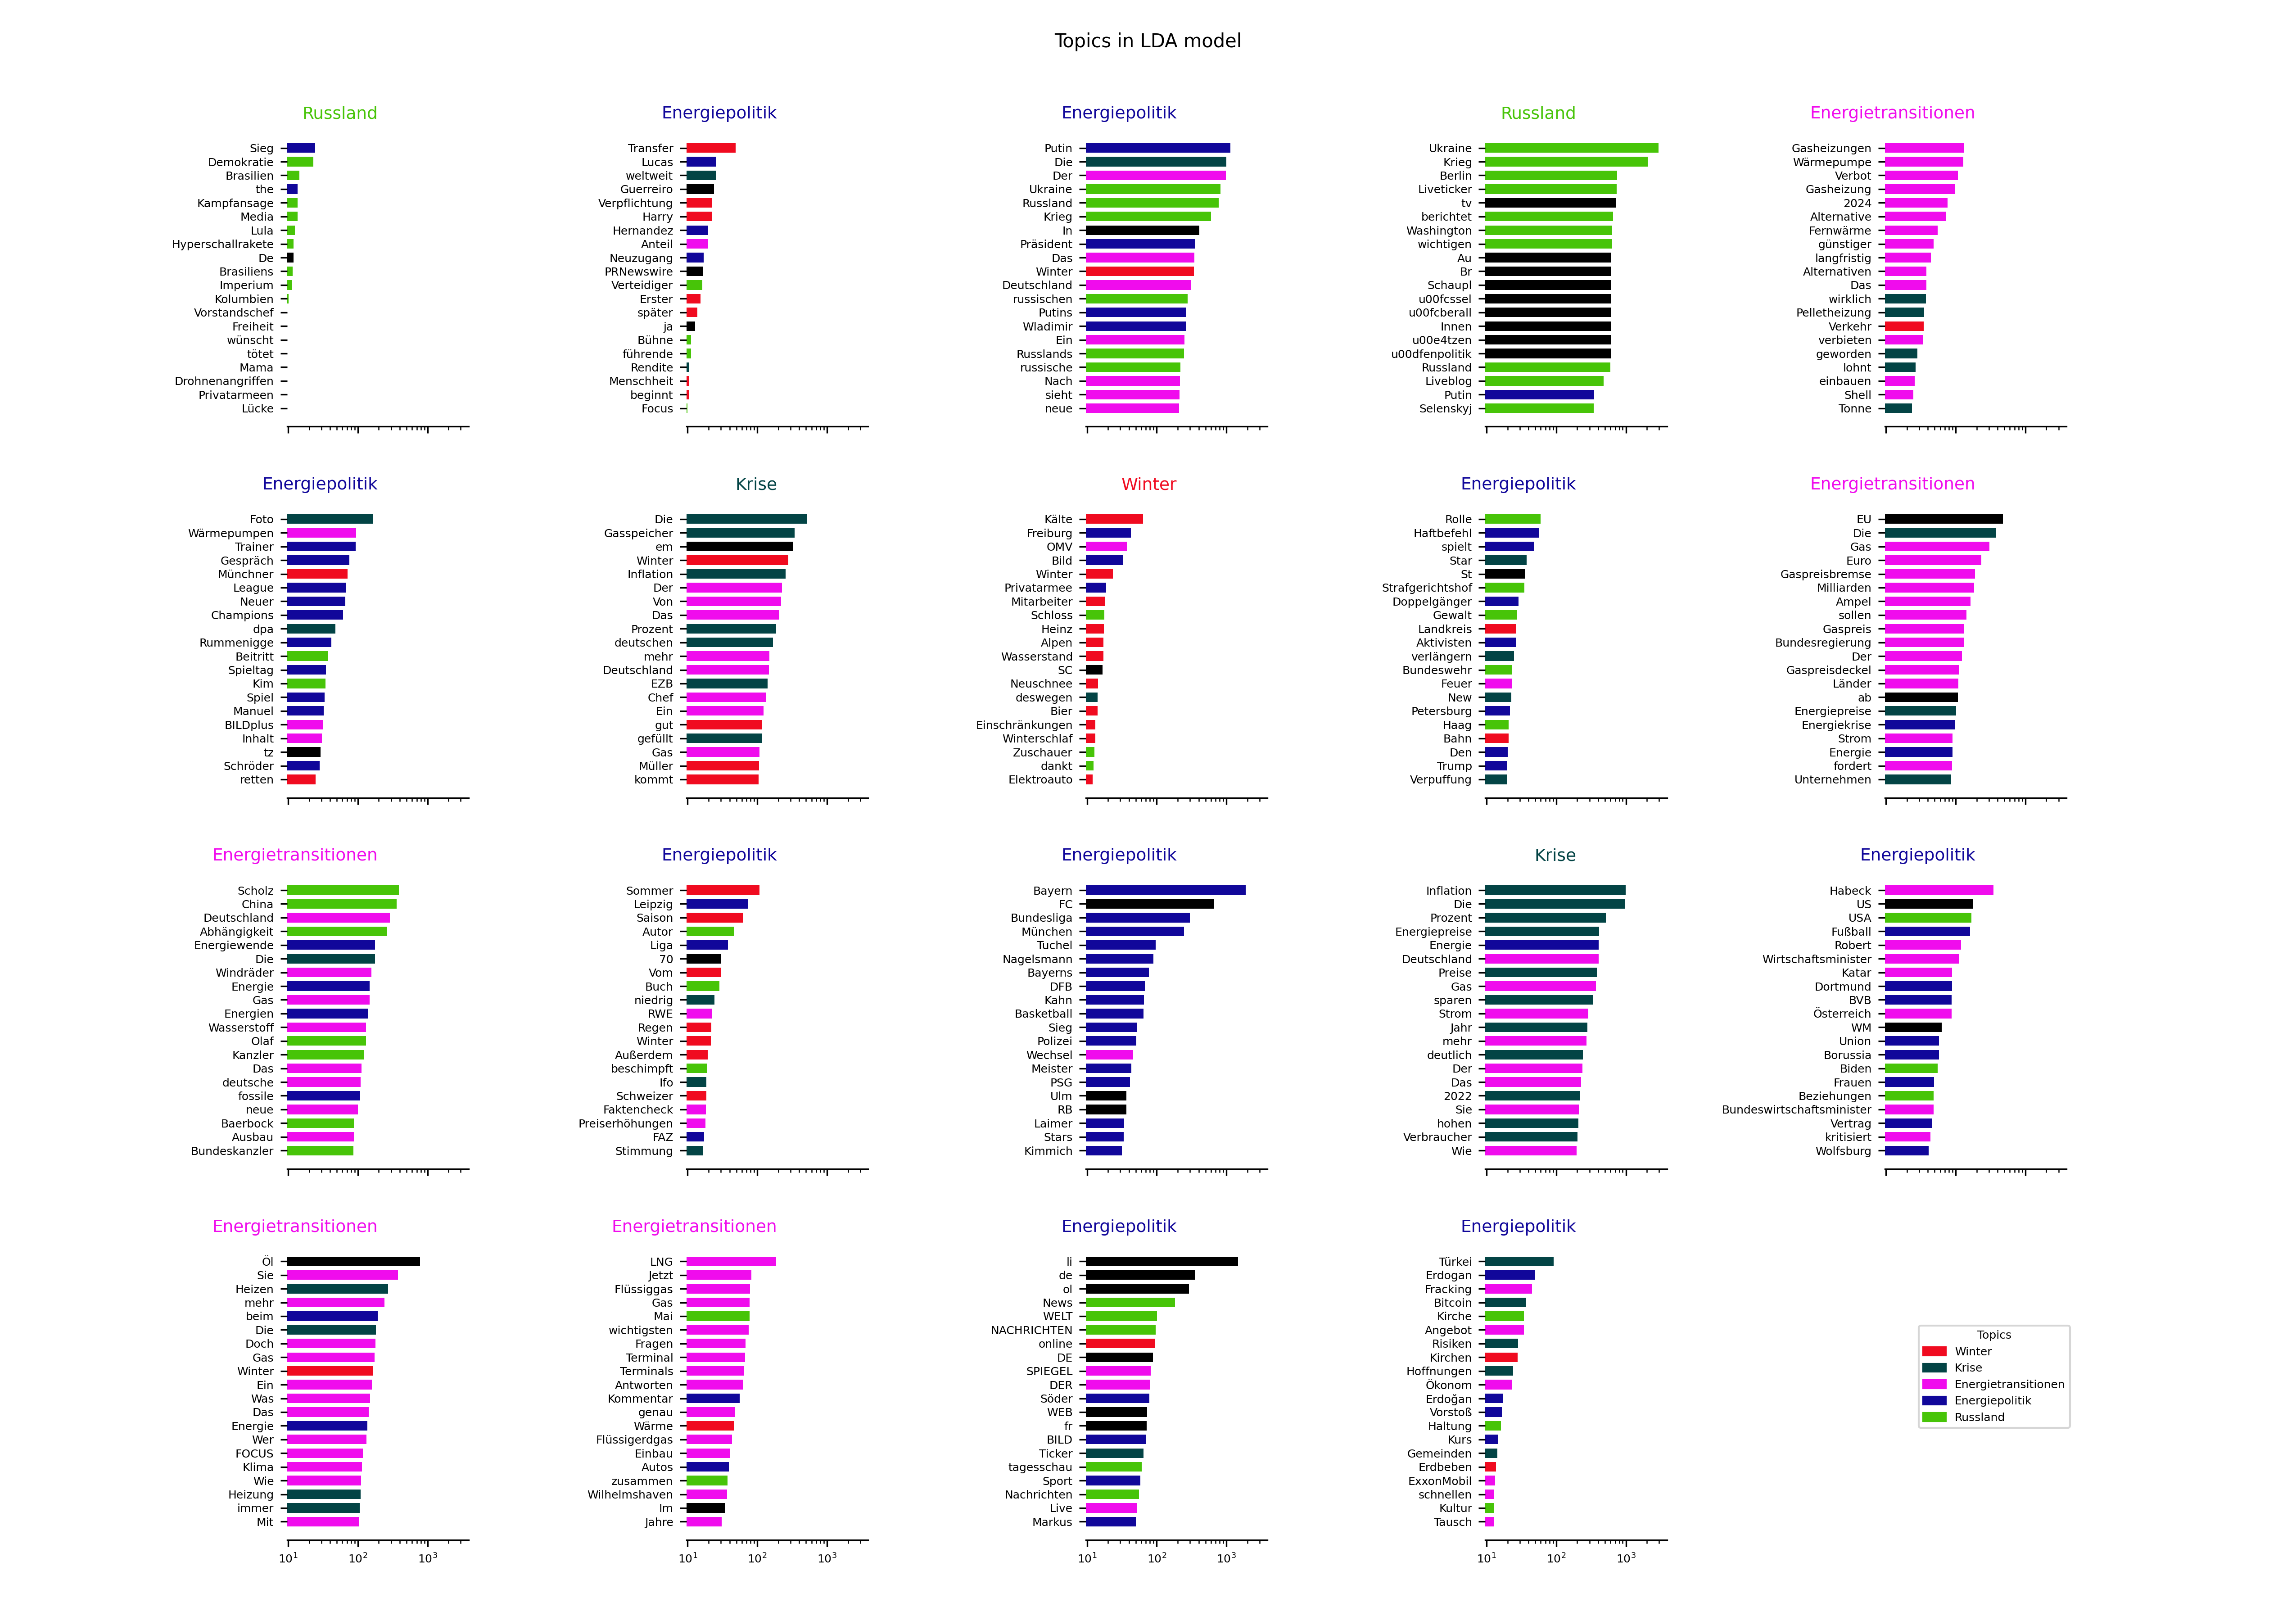 Topics in LDA model
Russland
Sieg
Demokratie
Brasilien
the
Kampfansage
Media
Lula
Hyperschallrakete
De
Brasiliens
Imperium
Kolumbien
Vorstandschef
Freiheit
wünscht
tötet
Mama
Drohnenangriffen
Privatarmeen
Lücke
Energiepolitik
Transfer
Lucas
weltweit
Guerreiro
Verpflichtung
Harry
Hernandez
Anteil
Neuzugang
PRNewswire
Verteidiger
Erster
später
ja
Bühne
führende
Rendite
Menschheit
beginnt
Focus
Energiepolitik
Putin
Die
Der
Ukraine
Russland
Krieg
In
Präsident
Das
Winter
Deutschland
russischen
Putins
Wladimir
Ein
Russlands
russische
Nach
sieht
neue
Russland
Ukraine
Krieg
Berlin
Liveticker
tv
berichtet
Washington
wichtigen
Au
Br
Schaupl
u00fcssel
u00fcberall
Innen
u00e4tzen
u00dfenpolitik
Russland
Liveblog
Putin
Selenskyj
Energietransitionen
Gasheizungen
Wärmepumpe
Verbot
Gasheizung
2024
Alternative
Fernwärme
günstiger
langfristig
Alternativen
Das
wirklich
Pelletheizung
Verkehr
verbieten
geworden
lohnt
einbauen
Shell
Tonne
Energiepolitik
Foto
Wärmepumpen
Trainer
Gespräch
Münchner
League
Neuer
Champions
dpa
Rummenigge
Beitritt
Spieltag
Kim
Spiel
Manuel
BILDplus
Inhalt
tz
Schröder
retten
Krise
Die
Gasspeicher
em
Winter
Inflation
Der
Von
Das
Prozent
deutschen
mehr
Deutschland
EZB
Chef
Ein
gut
gefüllt
Gas
Müller
kommt
Winter
Kälte
Freiburg
OMV
Bild
Winter
Privatarmee
Mitarbeiter
Schloss
Heinz
Alpen
Wasserstand
SC
Neuschnee
deswegen
Bier
Einschränkungen
Winterschlaf
Zuschauer
dankt
Elektroauto
Energiepolitik
Rolle
Haftbefehl
spielt
Star
St
Strafgerichtshof
Doppelgänger
Gewalt
Landkreis
Aktivisten
verlängern
Bundeswehr
Feuer
New
Petersburg
Haag
Bahn
Den
Trump
Verpuffung
Energietransitionen
EU
Die
Gas
Euro
Gaspreisbremse
Milliarden
Ampel
sollen
Gaspreis
Bundesregierung
Der
Gaspreisdeckel
Länder
ab
Energiepreise
Energiekrise
Strom
Energie
fordert
Unternehmen
Energietransitionen
Scholz
China
Deutschland
Abhängigkeit
Energiewende
Die
Windräder
Energie
Gas
Energien
Wasserstoff
Olaf
Kanzler
Das
deutsche
fossile
neue
Baerbock
Ausbau
Bundeskanzler
Energiepolitik
Sommer
Leipzig
Saison
Autor
Liga
70
Vom
Buch
niedrig
RWE
Regen
Winter
Außerdem
beschimpft
Ifo
Schweizer
Faktencheck
Preiserhöhungen
FAZ
Stimmung
Energiepolitik
Bayern
FC
Bundesliga
München
Tuchel
Nagelsmann
Bayerns
DFB
Kahn
Basketball
Sieg
Polizei
Wechsel
Meister
PSG
Ulm
RB
Laimer
Stars
Kimmich
Krise
Inflation
Die
Prozent
Energiepreise
Energie
Deutschland
Preise
Gas
sparen
Strom
Jahr
mehr
deutlich
Der
Das
2022
Sie
hohen
Verbraucher
Wie
Energiepolitik
Habeck
US
USA
Fußball
Robert
Wirtschaftsminister
Katar
Dortmund
BVB
Österreich
WM
Union
Borussia
Biden
Frauen
Beziehungen
Bundeswirtschaftsminister
Vertrag
kritisiert
Wolfsburg
Energietransitionen
Öl
Sie
Heizen
mehr
beim
Die
Doch
Gas
Winter
Ein
Was
Das
Energie
Wer
FOCUS
Klima
Wie
Heizung
immer
Mit
10¹ 10² 10³
Energietransitionen
LNG
Jetzt
Flüssiggas
Gas
Mai
wichtigsten
Fragen
Terminal
Terminals
Antworten
Kommentar
genau
Wärme
Flüssigerdgas
Einbau
Autos
zusammen
Wilhelmshaven
Im
Jahre
10¹ 10² 10³
Energiepolitik
li
de
ol
News
WELT
NACHRICHTEN
online
DE
SPIEGEL
DER
Söder
WEB
fr
BILD
Ticker
tagesschau
Sport
Nachrichten
Live
Markus
10¹ 10² 10³
Energiepolitik
Türkei
Erdogan
Fracking
Bitcoin
Kirche
Angebot
Risiken
Kirchen
Hoffnungen
Ökonom
Erdoğan
Vorstoß
Haltung
Kurs
Gemeinden
Erdbeben
ExxonMobil
schnellen
Kultur
Tausch
10¹ 10² 10³
Topics
Winter
Krise
Energietransitionen
Energiepolitik
Russland